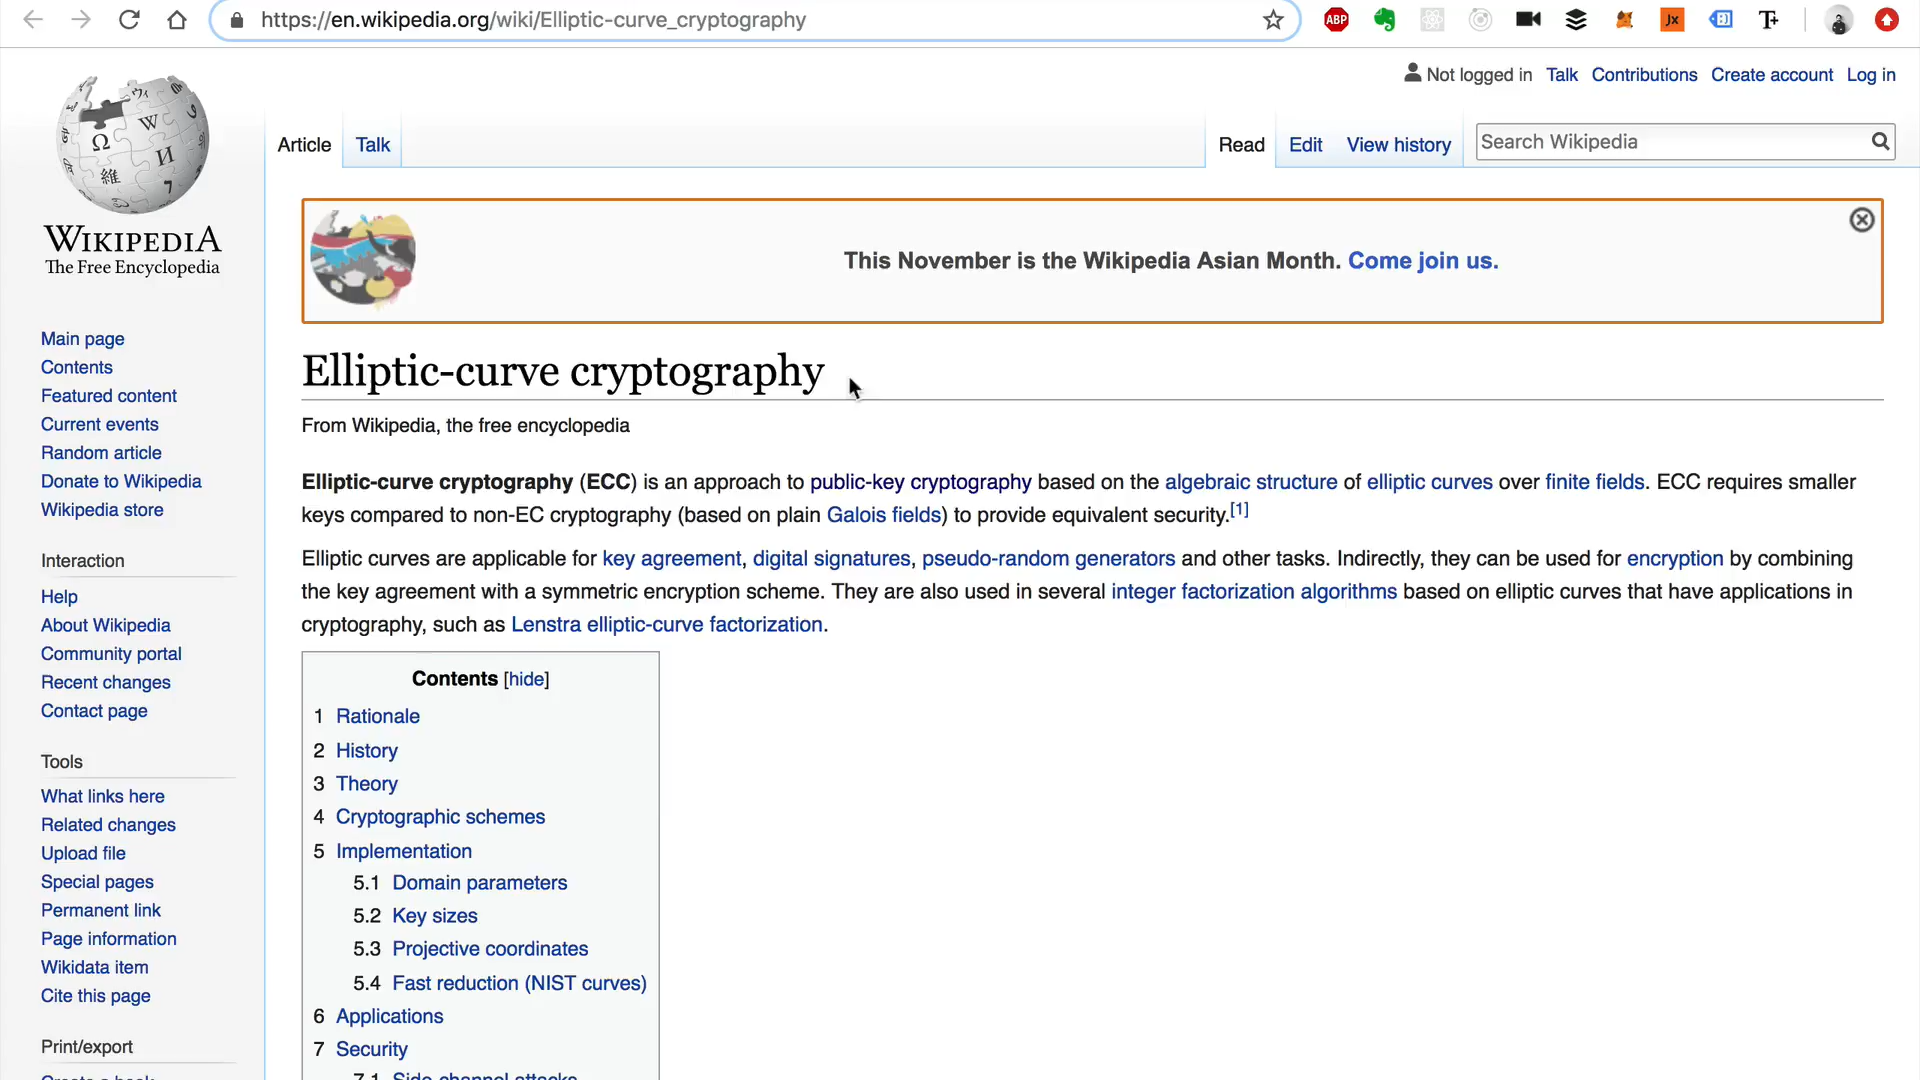 https://en.wikipedia.org/wiki/Elliptic-curve_cryptography
ABP
Jx
Not logged in Talk Contributions Create account Log in
Article Talk Read Edit View history Search Wikipedia
WIKIPEDIA
The Free Encyclopedia
This November is the Wikipedia Asian Month. Come join us.
Main page
Contents
Featured content
Current events
Random article
Donate to Wikipedia
Wikipedia store
Interaction
Help
About Wikipedia
Community portal
Recent changes
Contact page
Tools
What links here
Related changes
Upload file
Special pages
Permanent link
Page information
Wikidata item
Cite this page
Print/export
Elliptic-curve cryptography
From Wikipedia, the free encyclopedia
Elliptic-curve cryptography (ECC) is an approach to public-key cryptography based on the algebraic structure of elliptic curves over finite fields. ECC requires smaller
keys compared to non-EC cryptography (based on plain Galois fields) to provide equivalent security.[1]
Elliptic curves are applicable for key agreement, digital signatures, pseudo-random generators and other tasks. Indirectly, they can be used for encryption by combining
the key agreement with a symmetric encryption scheme. They are also used in several integer factorization algorithms based on elliptic curves that have applications in
cryptography, such as Lenstra elliptic-curve factorization.
Contents [hide]
1 Rationale
2 History
3 Theory
4 Cryptographic schemes
5 Implementation
5.1 Domain parameters
5.2 Key sizes
5.3 Projective coordinates
5.4 Fast reduction (NIST curves)
6 Applications
7 Security
7.1 Side-channel attacks